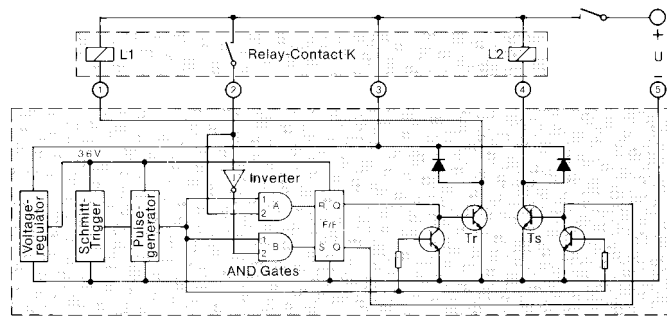 L1
Relay-Contact K
L2
+
U
−
1
2
3
4
5
3.6 V
Inverter
Voltage-
regulator
Schmitt-
Trigger
Pulse-
generator
1
2
A
R
Q
F/F
1
2
B
S
Q
AND Gates
Tr
Ts